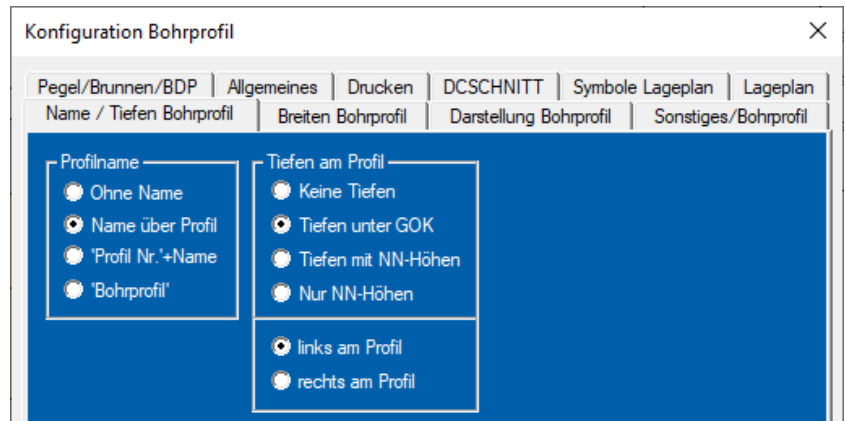 Konfiguration Bohrprofil
Pegel/Brunnen/BDP Allgemeines Drucken DCSCHNITT Symbole Lageplan Lageplan
Name / Tiefen Bohrprofil Breiten Bohrprofil Darstellung Bohrprofil Sonstiges/Bohrprofil
Profilname
Ohne Name
Name über Profil
'Profil Nr.'+Name
'Bohrprofil'
Tiefen am Profil
Keine Tiefen
Tiefen unter GOK
Tiefen mit NN-Höhen
Nur NN-Höhen
links am Profil
rechts am Profil